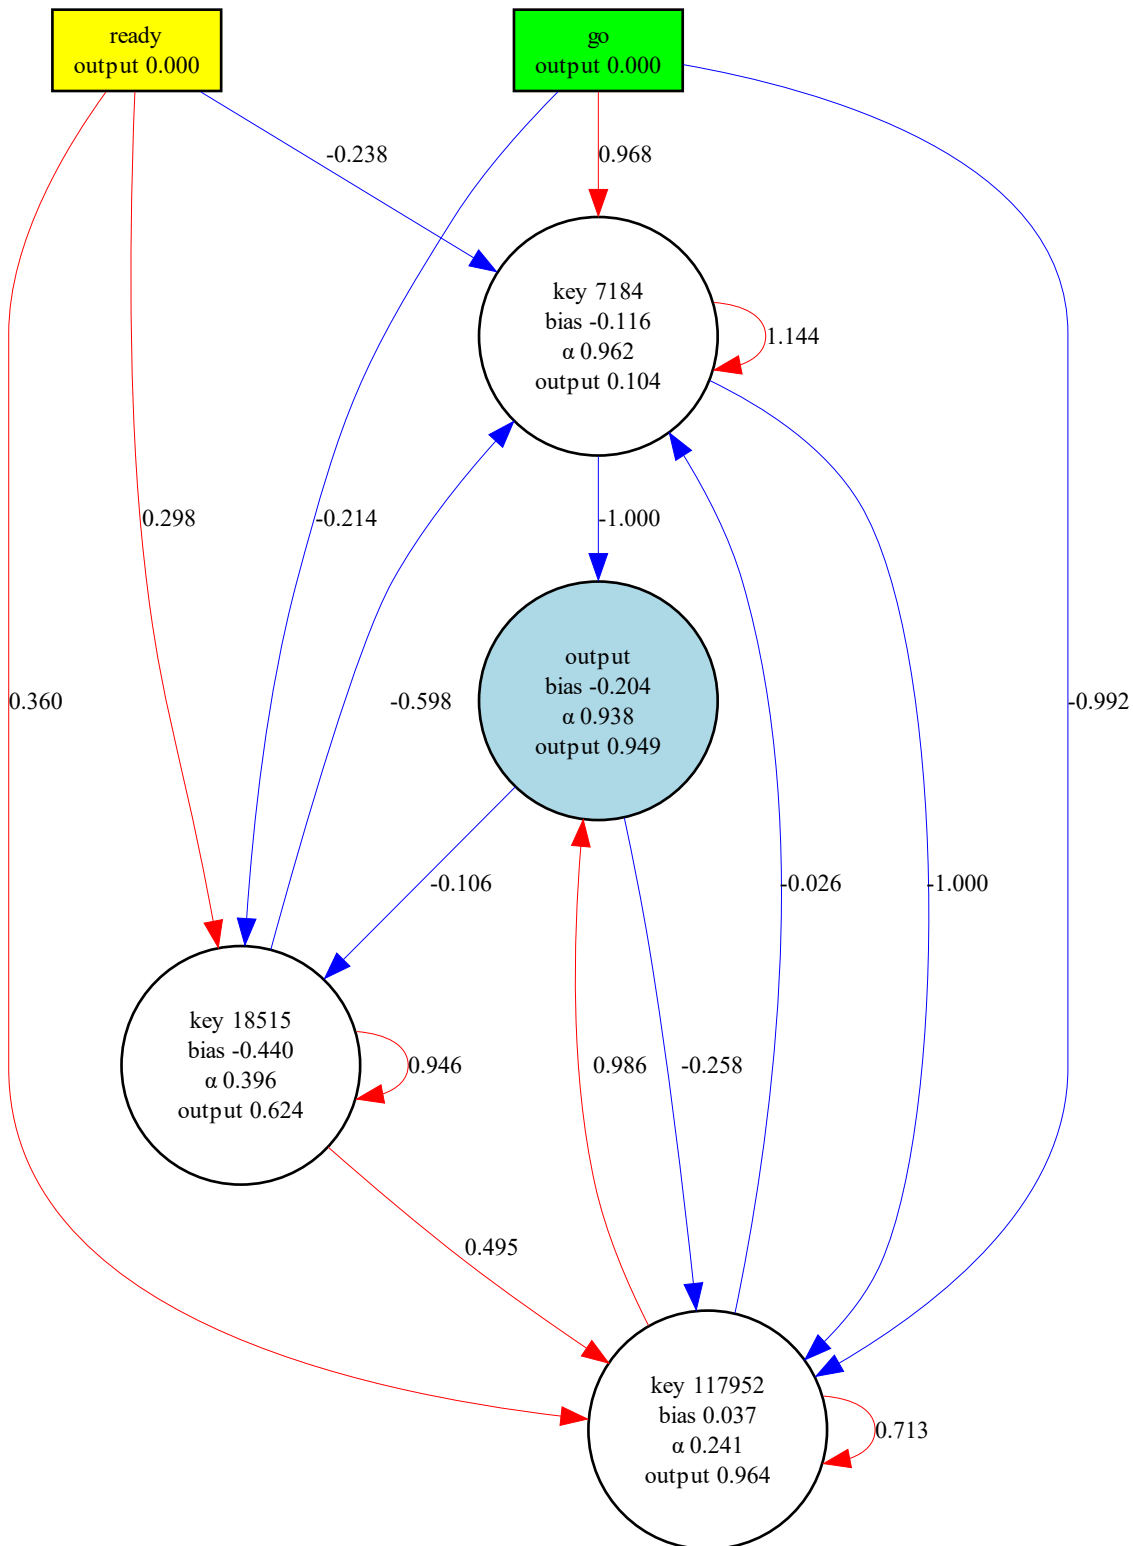 ready
output 0.000
go
output 0.000
-0.238
0.968
key 7184
bias -0.116
α 0.962
output 0.104
1.144
0.298
-0.214
-1.000
output
bias -0.204
α 0.938
output 0.949
0.360
-0.598
-0.992
-0.106
-0.026
-1.000
key 18515
bias -0.440
α 0.396
output 0.624
0.946
0.986
-0.258
0.495
key 117952
bias 0.037
α 0.241
output 0.964
0.713